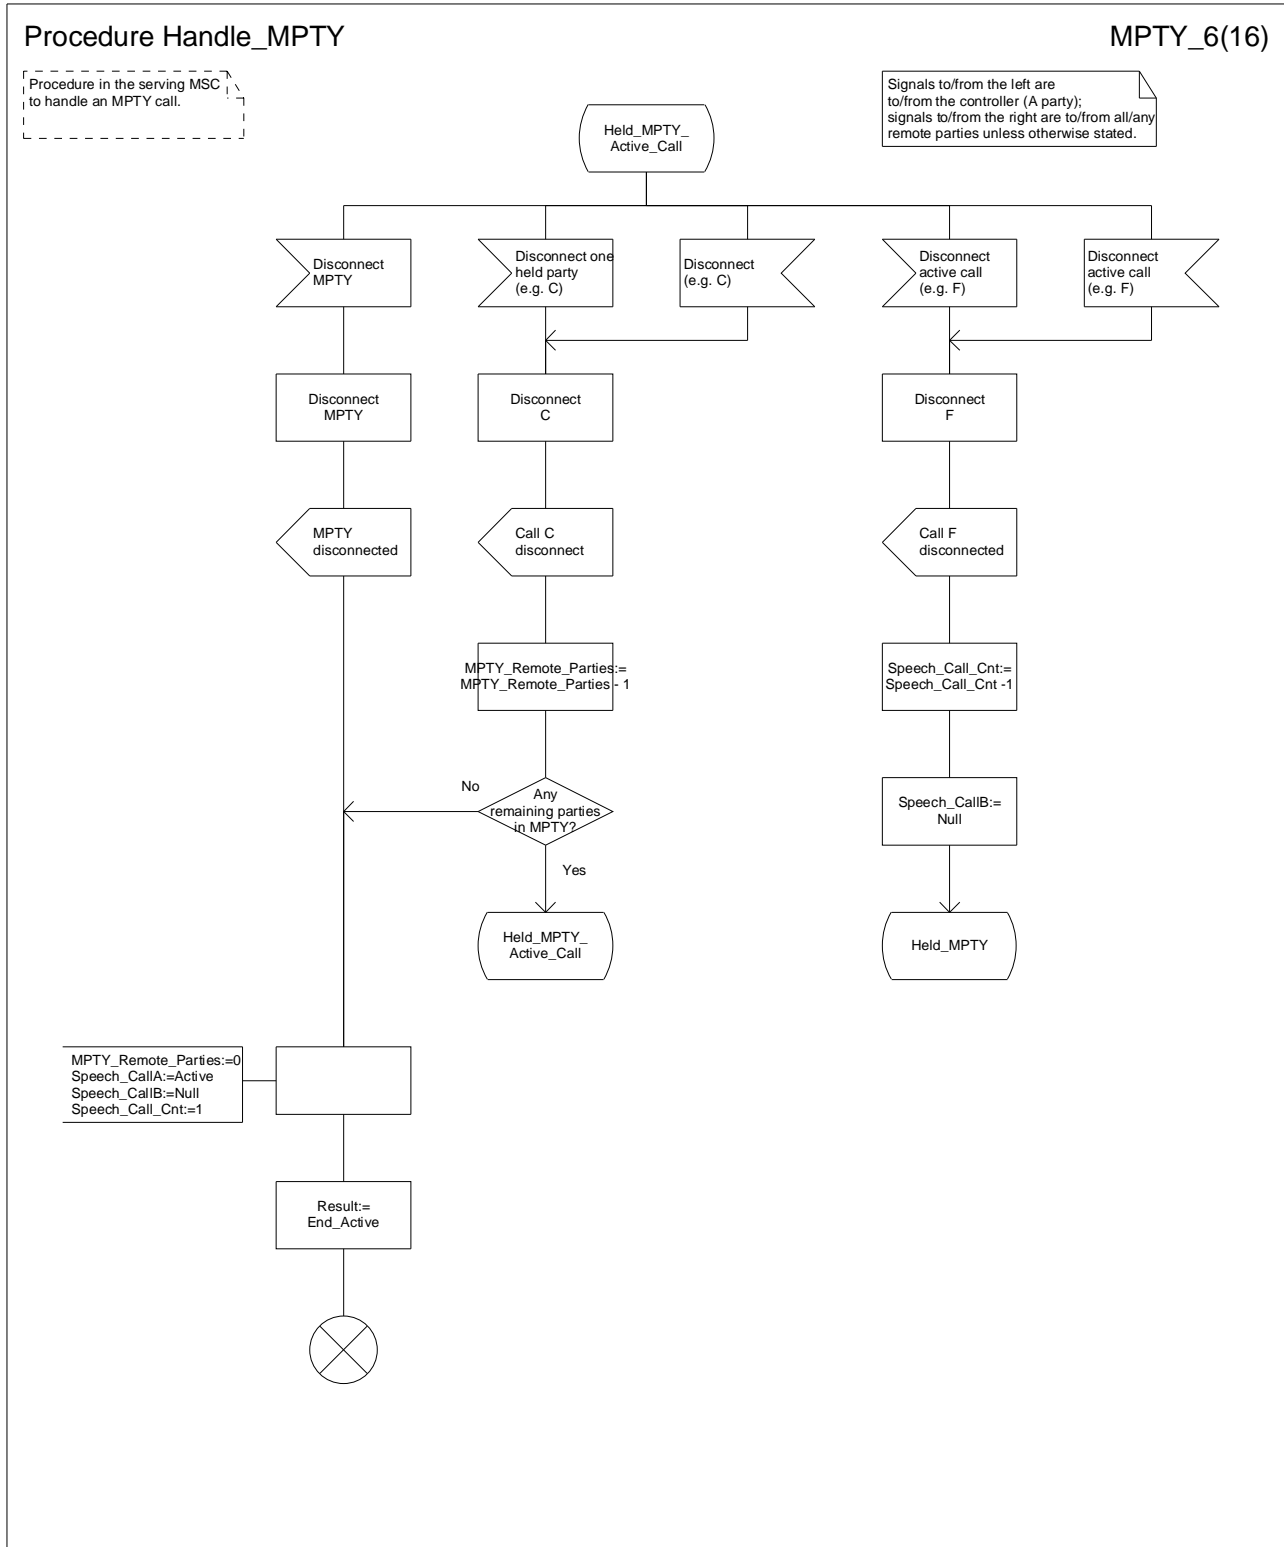 Procedure Handle_MPTY
MPTY_6(16)
Procedure in the serving MSC
to handle an MPTY call.
Signals to/from the left are
to/from the controller (A party);
signals to/from the right are to/from all/any
remote parties unless otherwise stated.
Held_MPTY_
Active_Call
Disconnect
MPTY
Disconnect one
held party
(e.g. C)
Disconnect
(e.g. C)
Disconnect
active call
(e.g. F)
Disconnect
active call
(e.g. F)
Disconnect
MPTY
Disconnect
C
Disconnect
F
MPTY
disconnected
Call C
disconnect
Call F
disconnected
MPTY_Remote_Parties:=
MPTY_Remote_Parties - 1
Speech_Call_Cnt:=
Speech_Call_Cnt -1
No
Any
remaining parties
in MPTY?
Speech_CallB:=
Null
Yes
Held_MPTY_
Active_Call
Held_MPTY
MPTY_Remote_Parties:=0
Speech_CallA:=Active
Speech_CallB:=Null
Speech_Call_Cnt:=1
Result:=
End_Active